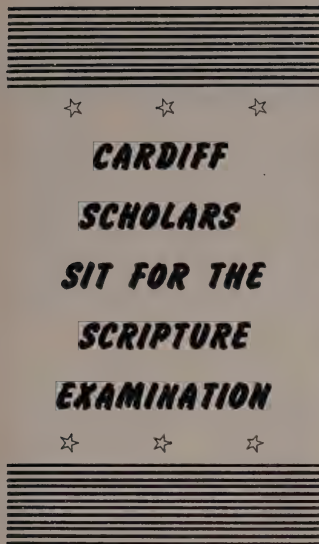 CARDIFF
SCHOLARS
SIT FOR THE
SCRIPTURE
EXAMINATION